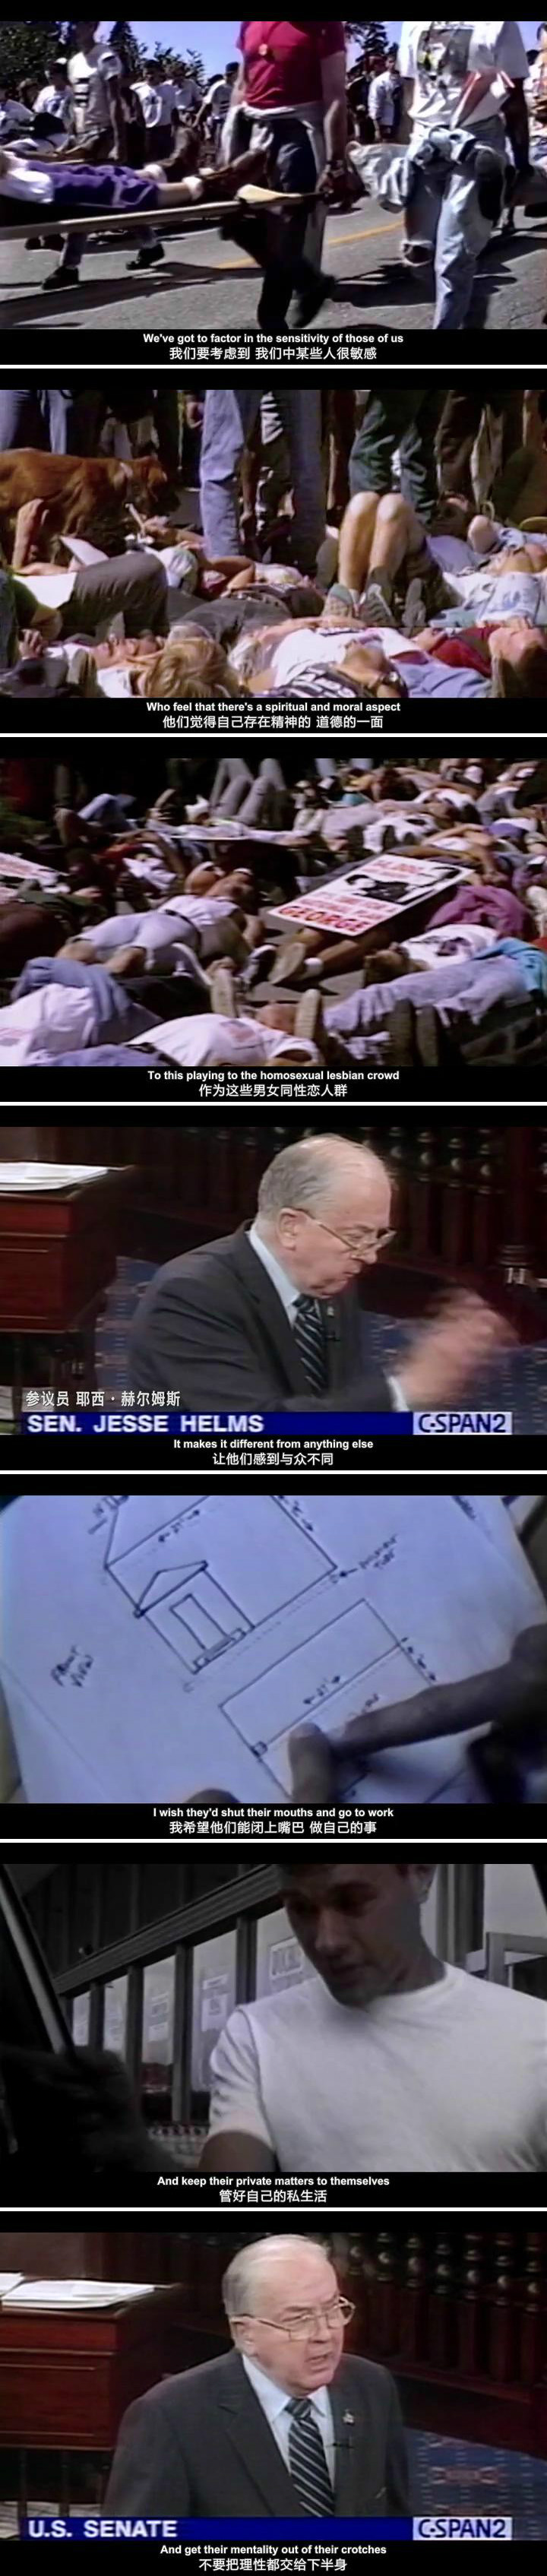 We've got to factor in the sensitivity of those of us
我们要考虑到 我们中某些人很敏感
Who feel that there's a spiritual and moral aspect
他们觉得自己存在精神的 道德的一面
To this playing to the homosexual lesbian crowd
作为这些男女同性恋人群
参议员 耶西·赫尔姆斯
SEN. JESSE HELMS
C-SPAN2
It makes it different from anything else
让他们感到与众不同
I wish they'd shut their mouths and go to work
我希望他们能闭上嘴巴 做自己的事
And keep their private matters to themselves
管好自己的私生活
U.S. SENATE
C-SPAN2
And get their mentality out of their crotches
不要把理性都交给下半身